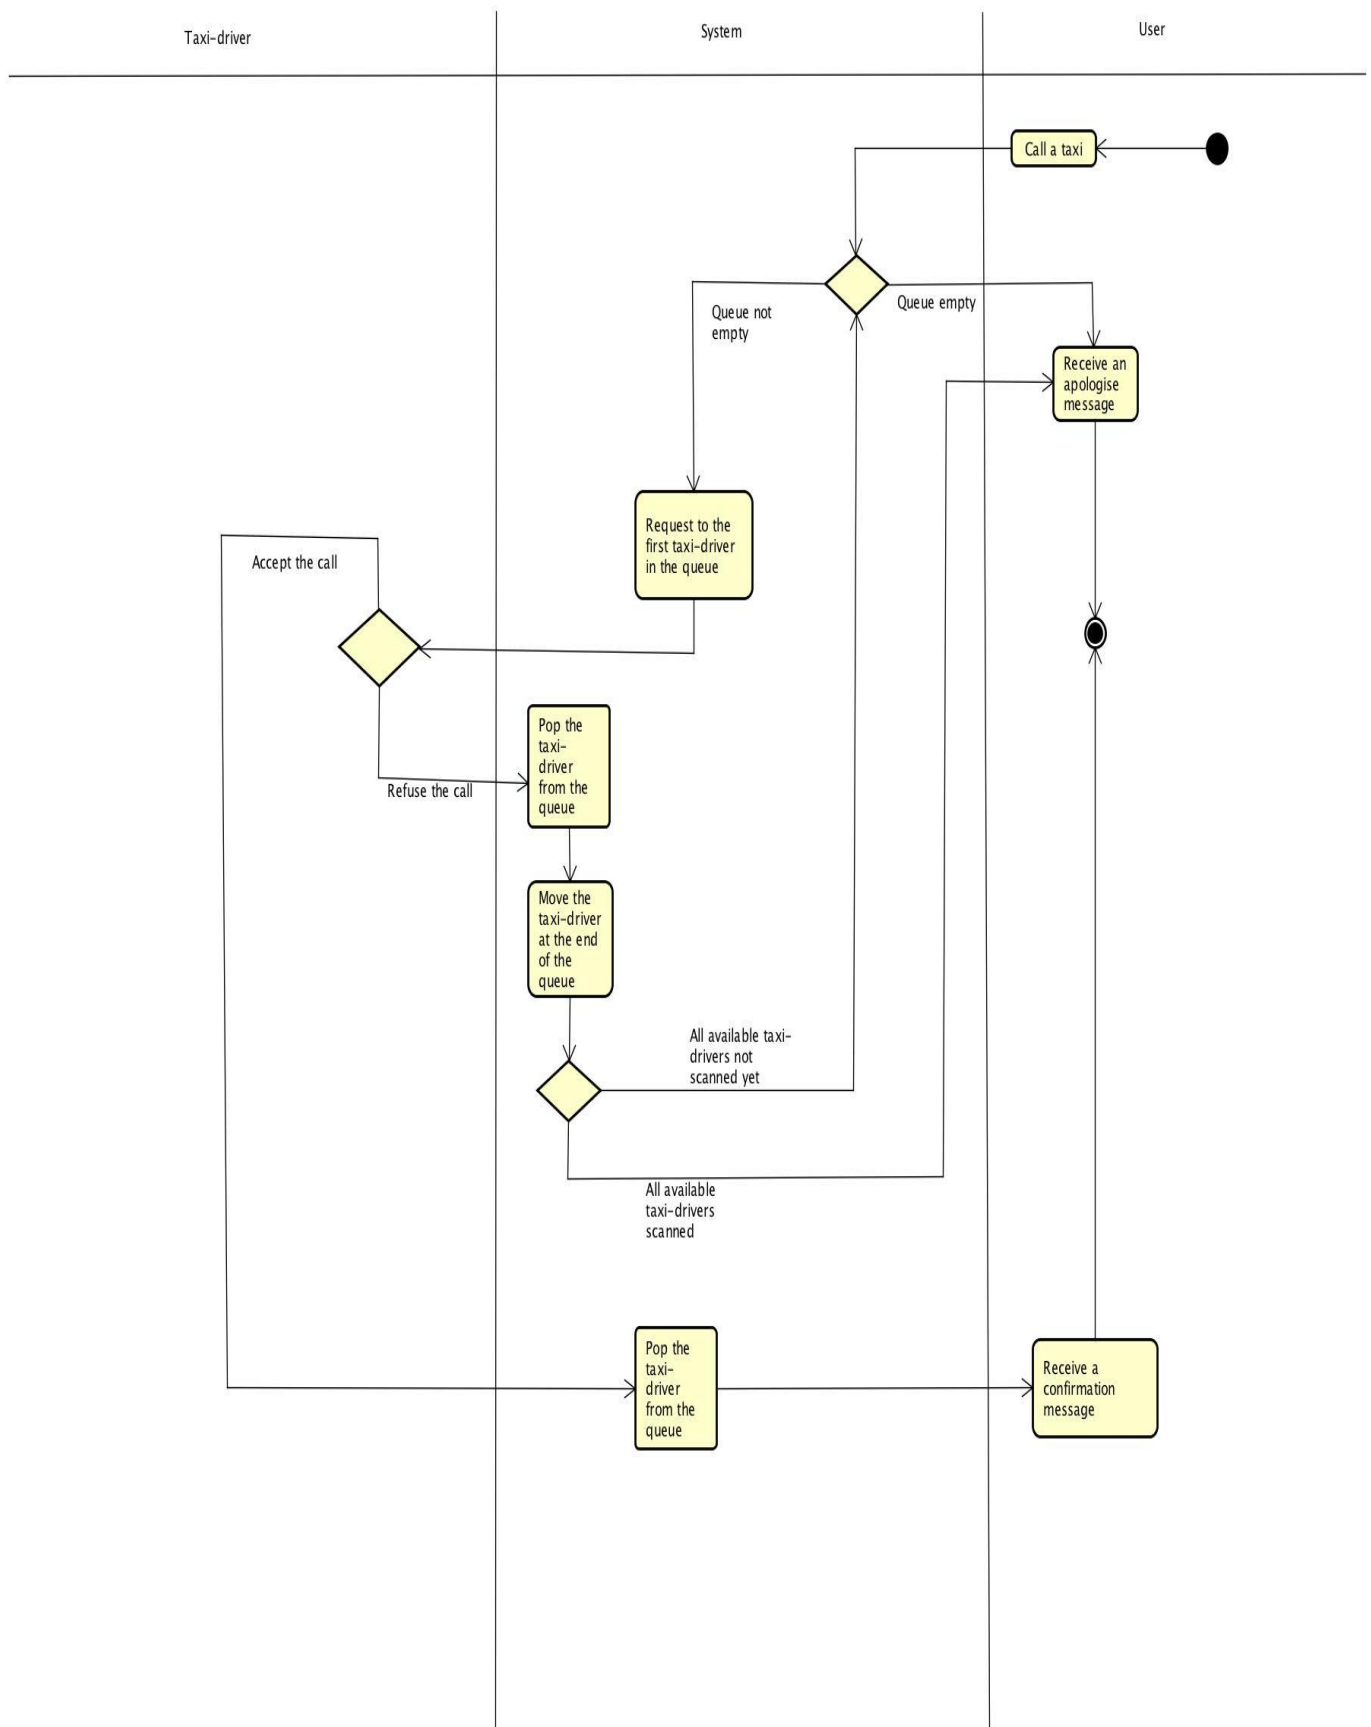 Taxi-driver
System
User
Call a taxi
Queue not
empty
Queue empty
Receive an
apologise
message
Request to the
first taxi-driver
in the queue
Accept the call
Pop the
taxi-
driver
from the
queue
Refuse the call
Move the
taxi-driver
at the end
of the
queue
All available taxi-
drivers not
scanned yet
All available
taxi-drivers
scanned
Pop the
taxi-
driver
from the
queue
Receive a
confirmation
message